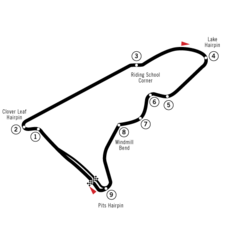 Lake
Hairpin
3
4
Riding School
Corner
6
5
Clover Leaf
Hairpin
2
1
7
8
Windmill
Bend
9
Pits Hairpin